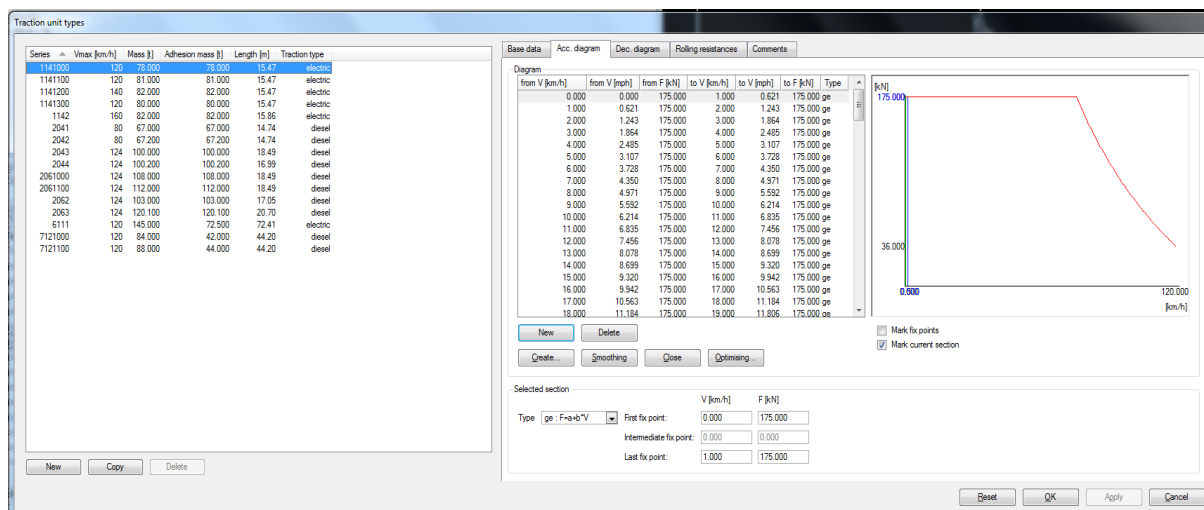 Traction unit types
Series Vmax [km/h] Mass [t] Adhesion mass [t] Length [m] Traction type
1141000 120 78.000 78.000 15.47 electric
1141100 120 81.000 81.000 15.47 electric
1141200 140 82.000 82.000 15.47 electric
1141300 120 80.000 80.000 15.47 electric
1142 160 82.000 82.000 15.86 electric
2041 80 67.200 67.000 14.74 diesel
2042 80 67.200 67.200 14.74 diesel
2043 124 100.000 100.000 18.49 diesel
2044 124 100.200 100.200 16.99 diesel
2061000 124 108.000 108.000 18.49 diesel
2061100 124 112.000 112.000 18.49 diesel
2062 124 103.000 103.000 17.05 diesel
2063 124 120.100 120.100 20.70 diesel
6111 120 145.000 72.500 72.41 electric
7121000 120 84.000 42.000 44.20 diesel
7121100 120 88.000 44.000 44.20 diesel
New Copy Delete
Base data Acc. diagram Dec. diagram Rolling resistances Comments
Diagram
from V [km/h] from V [mph] from F [kN] to V [km/h] to V [mph] to F [kN] Type
0.000 0.000 175.000 1.000 0.621 175.000 ge
1.000 0.621 175.000 2.000 1.243 175.000 ge
2.000 1.243 175.000 3.000 1.864 175.000 ge
3.000 1.864 175.000 4.000 2.485 175.000 ge
4.000 2.485 175.000 5.000 3.107 175.000 ge
5.000 3.107 175.000 6.000 3.728 175.000 ge
6.000 3.728 175.000 7.000 4.350 175.000 ge
7.000 4.350 175.000 8.000 4.971 175.000 ge
8.000 4.971 175.000 9.000 5.592 175.000 ge
9.000 5.592 175.000 10.000 6.214 175.000 ge
10.000 6.214 175.000 11.000 6.835 175.000 ge
11.000 6.835 175.000 12.000 7.456 175.000 ge
12.000 7.456 175.000 13.000 8.078 175.000 ge
13.000 8.078 175.000 14.000 8.699 175.000 ge
14.000 8.699 175.000 15.000 9.320 175.000 ge
15.000 9.320 175.000 16.000 9.942 175.000 ge
16.000 9.942 175.000 17.000 10.563 175.000 ge
17.000 10.563 175.000 18.000 11.184 175.000 ge
18.000 11.184 175.000 19.000 11.806 175.000 ge
New Delete
Create... Smoothing Close Optimising...
[kN]
175.000
36.000
120.000
[km/h]
Mark fix points
Mark current section
Selected section
V [km/h] F [kN]
Type ge : F=a+b*V First fix point: 0.000 175.000
Intermediate fix point: 0.000 0.000
Last fix point: 1.000 175.000
Reset OK Apply Cancel